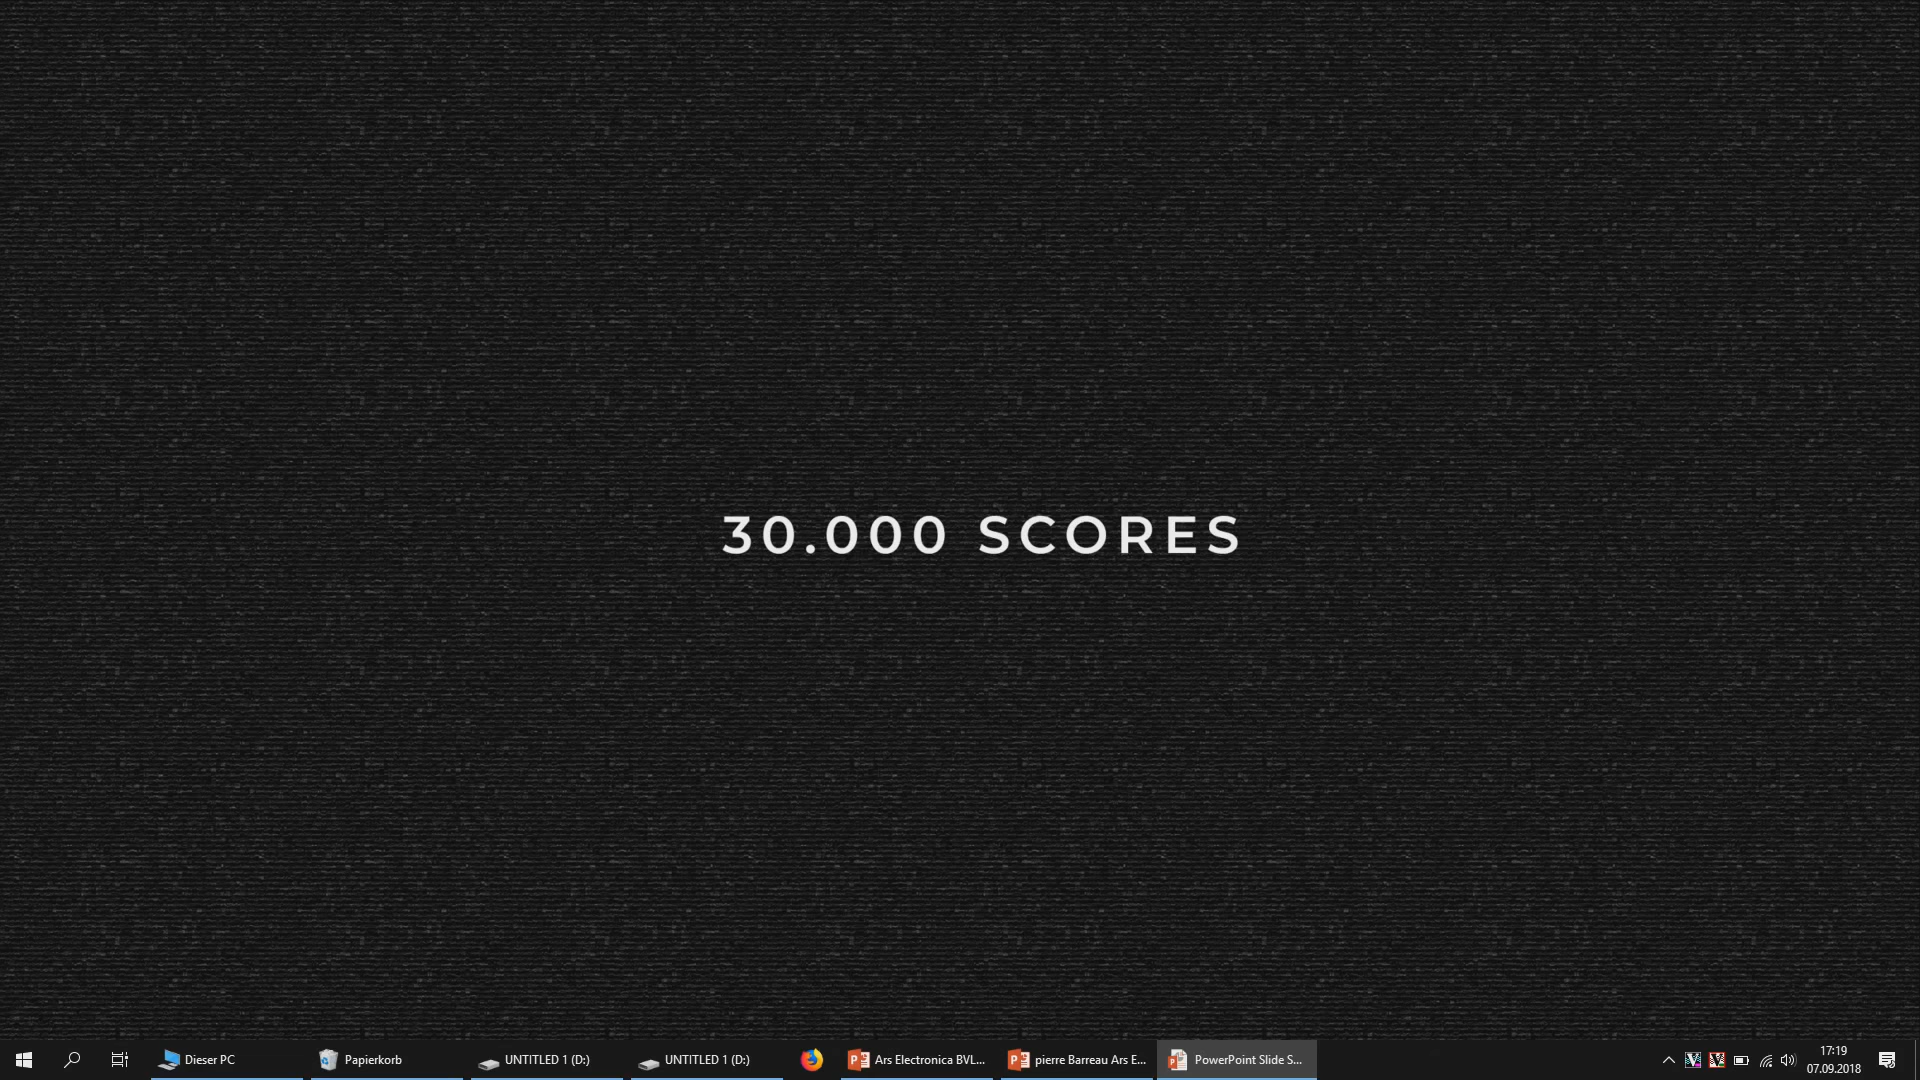 30.000 SCORES
Dieser PC
Papierkorb
UNTITLED 1 (D:)
UNTITLED 1 (D:)
Ars Electronica BVL...
pierre Barreau Ars E...
PowerPoint Slide S...
17:19
07.09.2018